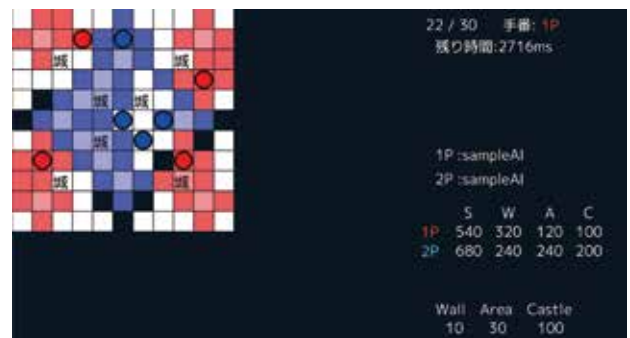 22 / 30 手番: 1P
残り時間:2716ms
城 城
城 城
城
城 城
1P :sampleAI
2P :sampleAI
S W A C
1P 540 320 120 100
2P 680 240 240 200
Wall Area Castle
10 30 100